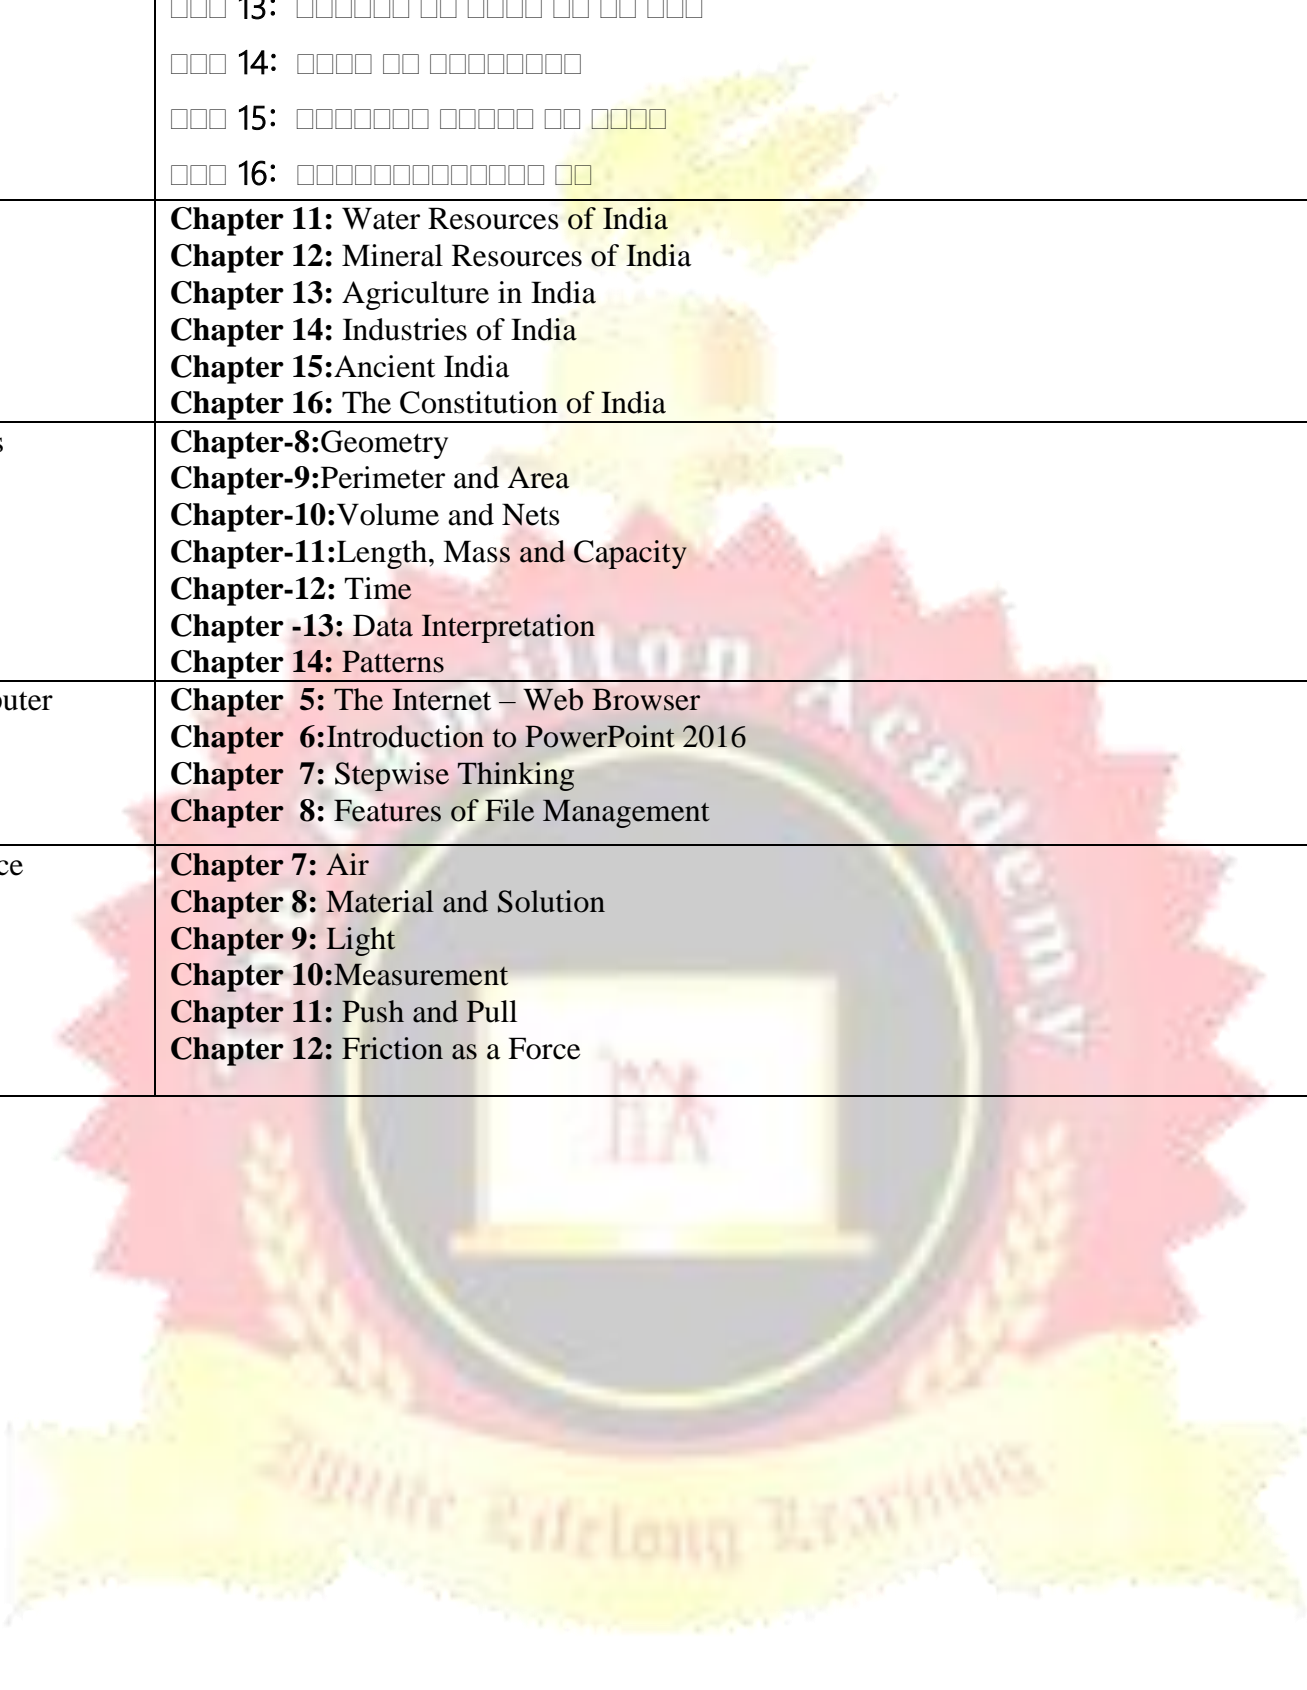 13:
14:
15:
16:
Chapter 11: Water Resources of India
Chapter 12: Mineral Resources of India
Chapter 13: Agriculture in India
Chapter 14: Industries of India
Chapter 15:Ancient India
Chapter 16: The Constitution of India
s
Chapter-8:Geometry
Chapter-9:Perimeter and Area
Chapter-10:Volume and Nets
Chapter-11:Length, Mass and Capacity
Chapter-12: Time
Chapter -13: Data Interpretation
Chapter 14: Patterns
uter
Chapter  5: The Internet – Web Browser
Chapter  6:Introduction to PowerPoint 2016
Chapter  7: Stepwise Thinking
Chapter  8: Features of File Management
ce
Chapter 7: Air
Chapter 8: Material and Solution
Chapter 9: Light
Chapter 10:Measurement
Chapter 11: Push and Pull
Chapter 12: Friction as a Force
Academy
Ignite Lifelong Learning